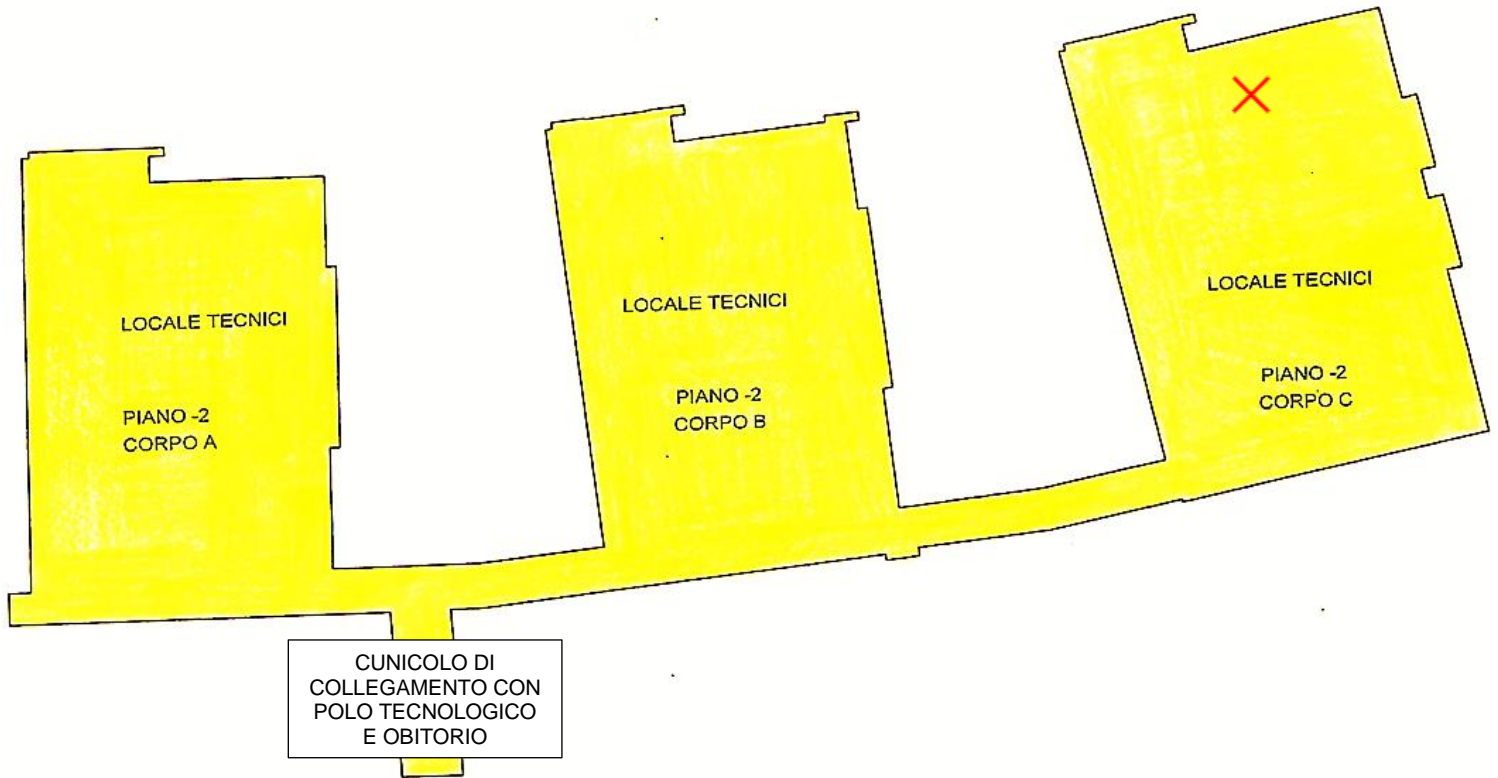 LOCALE TECNICI
PIANO -2
CORPO A
LOCALE TECNICI
PIANO -2
CORPO B
LOCALE TECNICI
PIANO -2
CORPO C
CUNICOLO DI
COLLEGAMENTO CON
POLO TECNOLOGICO
E OBITORIO